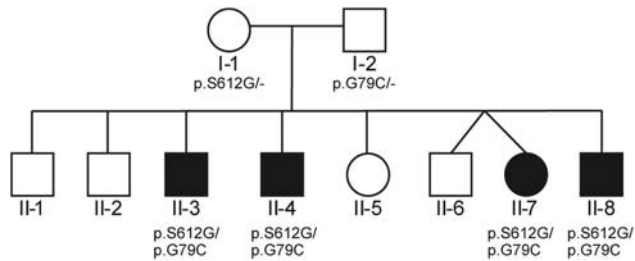 I-1 I-2
p.S612G/- p.G79C/-
II-1 II-2 II-3 II-4 II-5 II-6 II-7 II-8
p.S612G/ p.S612G/ p.S612G/ p.S612G/
p.G79C p.G79C p.G79C p.G79C